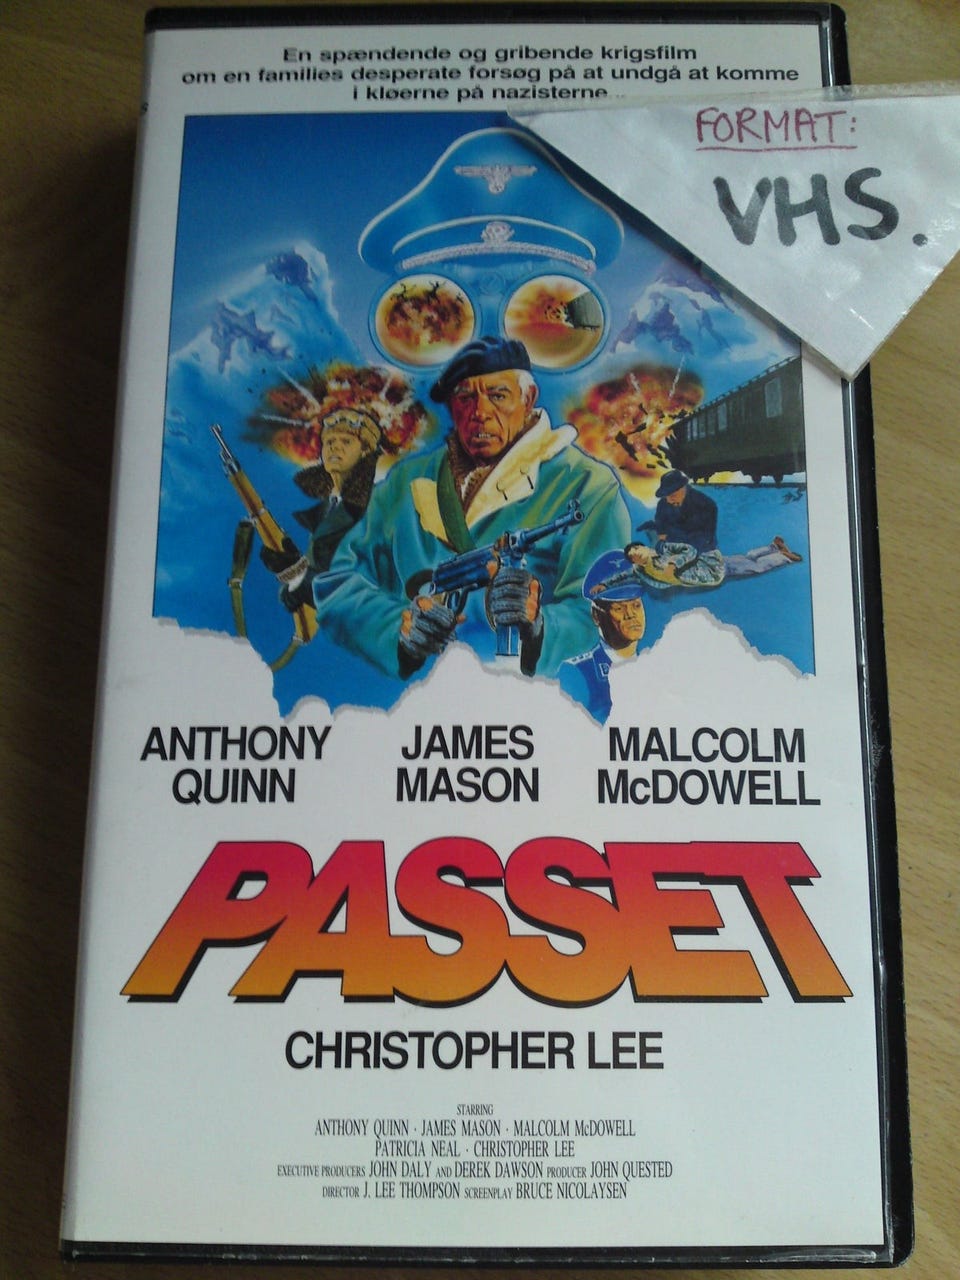 En spændende og gribende krigsfilm
om en families desperate forsøg på at undgå at komme
i kløerne på nazisterne...
FORMAT:
VHS.
ANTHONY QUINN
JAMES MASON
MALCOLM McDOWELL
PASSET
CHRISTOPHER LEE
STARRING
ANTHONY QUINN · JAMES MASON · MALCOLM McDOWELL
PATRICIA NEAL · CHRISTOPHER LEE
EXECUTIVE PRODUCERS JOHN DALY AND DEREK DAWSON PRODUCER JOHN QUESTED
DIRECTOR J. LEE THOMPSON SCREENPLAY BRUCE NICOLAYSEN